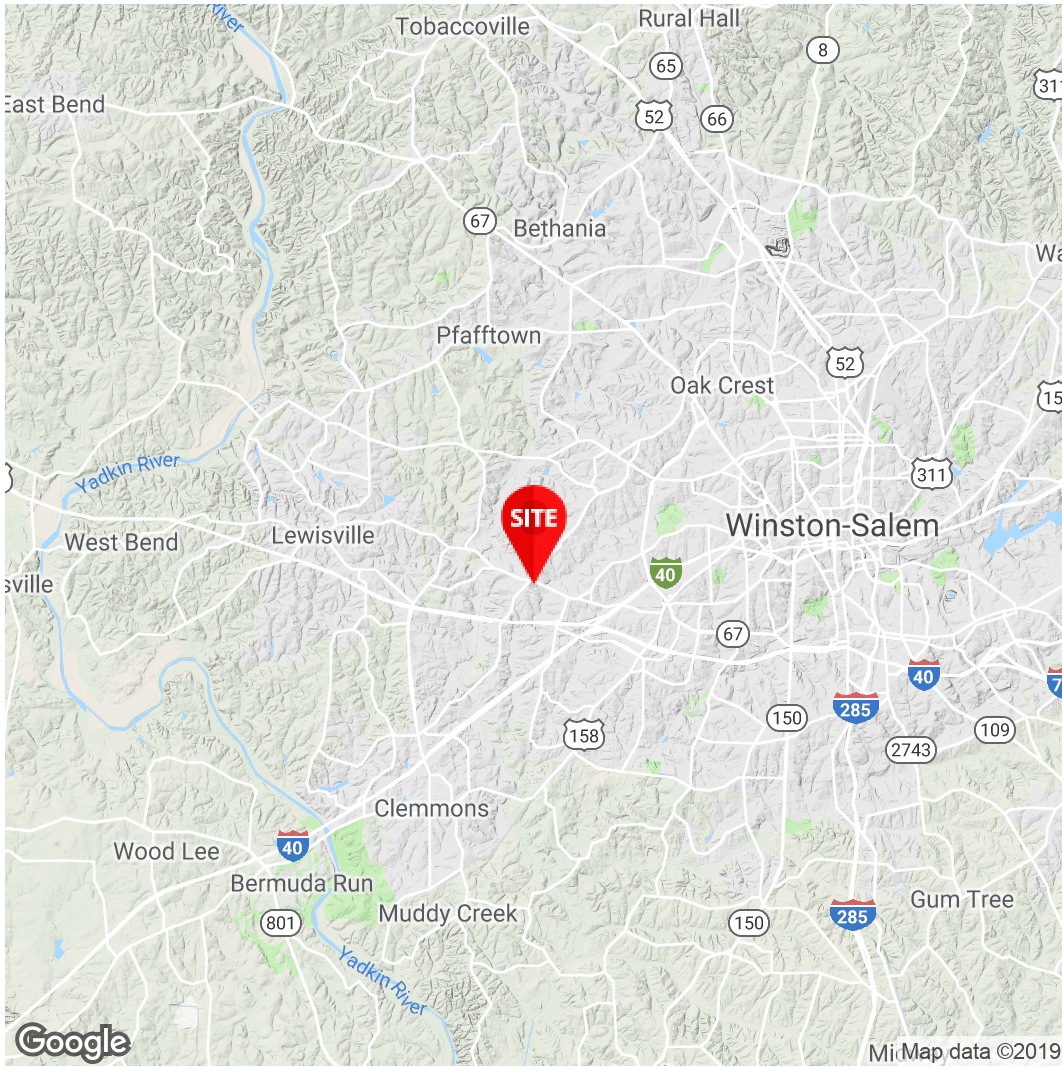 River
Tobaccoville
Rural Hall
8
65
311
East Bend
52
66
67
Bethania
Pfafftown
52
Oak Crest
15
Yadkin River
311
SITE
Winston-Salem
Lewisville
West Bend
40
sville
67
40
285
150
158
109
2743
Clemmons
40
Wood Lee
Bermuda Run
Gum Tree
Muddy Creek
801
150
285
Yadkin River
Google
Map data ©2019